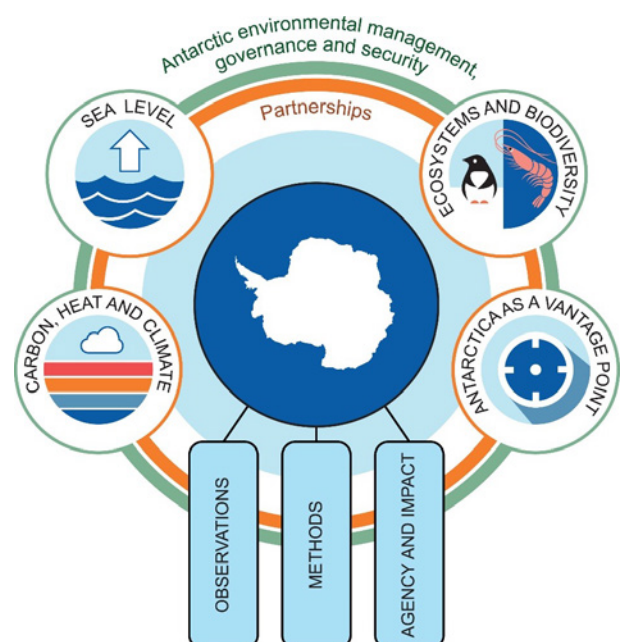 Antarctic environmental management,
governance and security
Partnerships
SEA LEVEL
ECOSYSTEMS AND BIODIVERSITY
CARBON, HEAT AND CLIMATE
ANTARCTICA AS A VANTAGE POINT
OBSERVATIONS
METHODS
AGENCY AND IMPACT